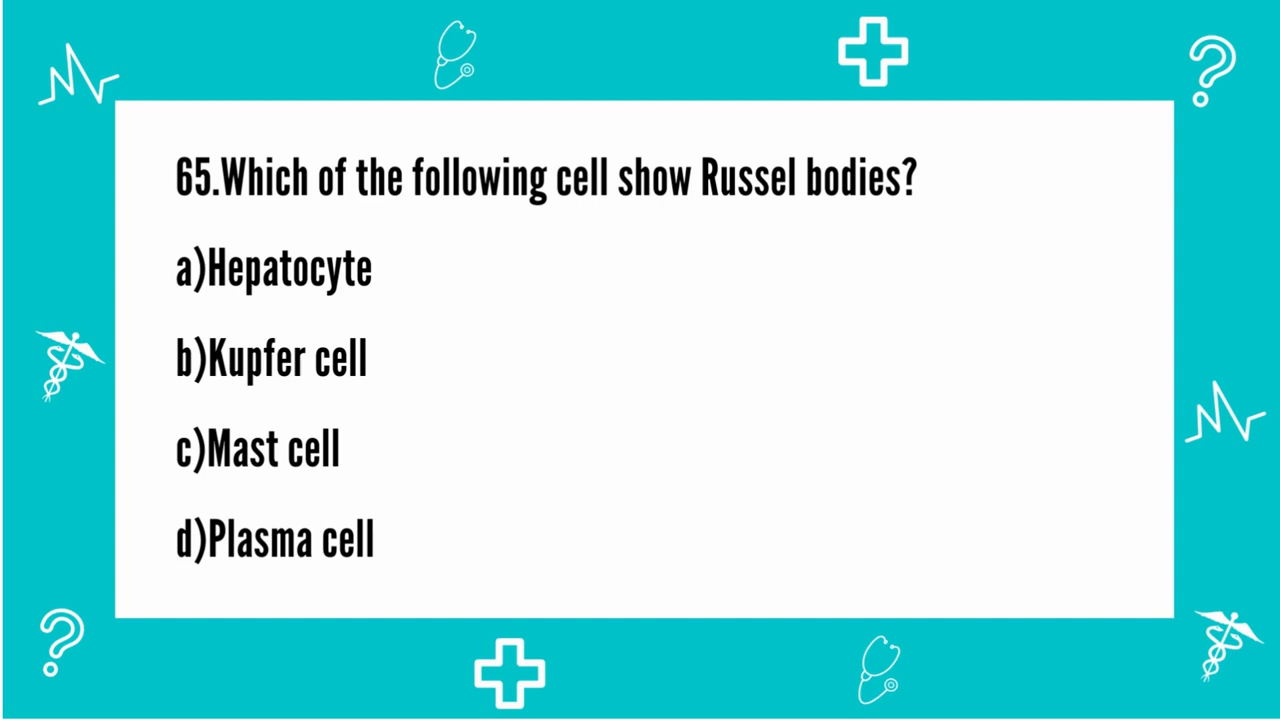 65.Which of the following cell show Russel bodies?
a)Hepatocyte
b)Kupfer cell
c)Mast cell
d)Plasma cell